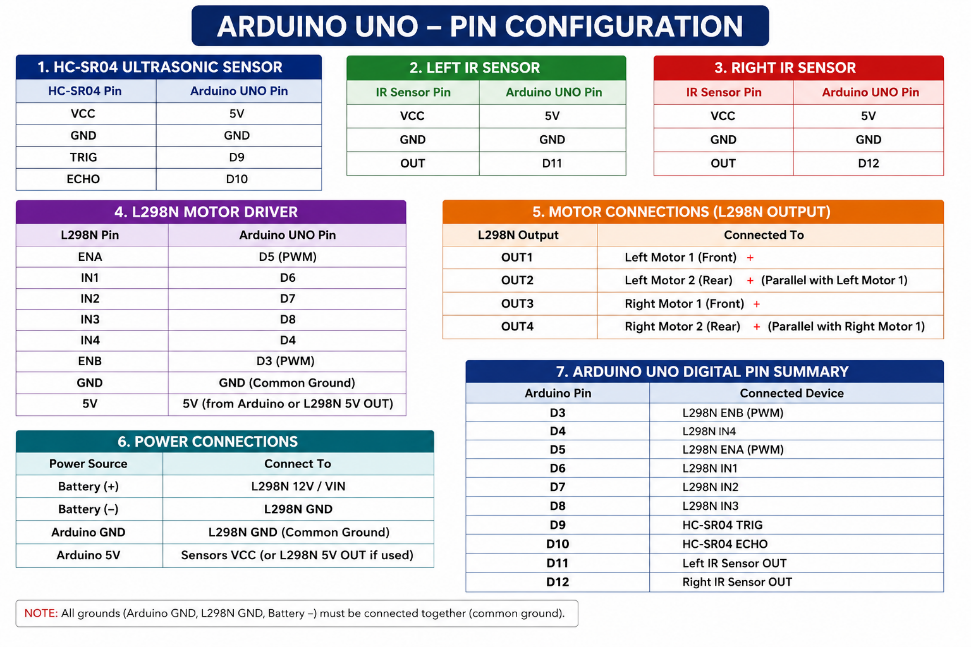 ARDUINO UNO – PIN CONFIGURATION
1. HC-SR04 ULTRASONIC SENSOR
HC-SR04 Pin Arduino UNO Pin
VCC 5V
GND GND
TRIG D9
ECHO D10
2. LEFT IR SENSOR
IR Sensor Pin Arduino UNO Pin
VCC 5V
GND GND
OUT D11
3. RIGHT IR SENSOR
IR Sensor Pin Arduino UNO Pin
VCC 5V
GND GND
OUT D12
4. L298N MOTOR DRIVER
L298N Pin Arduino UNO Pin
ENA D5 (PWM)
IN1 D6
IN2 D7
IN3 D8
IN4 D4
ENB D3 (PWM)
GND GND (Common Ground)
5V 5V (from Arduino or L298N 5V OUT)
5. MOTOR CONNECTIONS (L298N OUTPUT)
L298N Output Connected To
OUT1 Left Motor 1 (Front) +
OUT2 Left Motor 2 (Rear) + (Parallel with Left Motor 1)
OUT3 Right Motor 1 (Front) +
OUT4 Right Motor 2 (Rear) + (Parallel with Right Motor 1)
6. POWER CONNECTIONS
Power Source Connect To
Battery (+) L298N 12V / VIN
Battery (–) L298N GND
Arduino GND L298N GND (Common Ground)
Arduino 5V Sensors VCC (or L298N 5V OUT if used)
7. ARDUINO UNO DIGITAL PIN SUMMARY
Arduino Pin Connected Device
D3 L298N ENB (PWM)
D4 L298N IN4
D5 L298N ENA (PWM)
D6 L298N IN1
D7 L298N IN2
D8 L298N IN3
D9 HC-SR04 TRIG
D10 HC-SR04 ECHO
D11 Left IR Sensor OUT
D12 Right IR Sensor OUT
NOTE: All grounds (Arduino GND, L298N GND, Battery –) must be connected together (common ground).